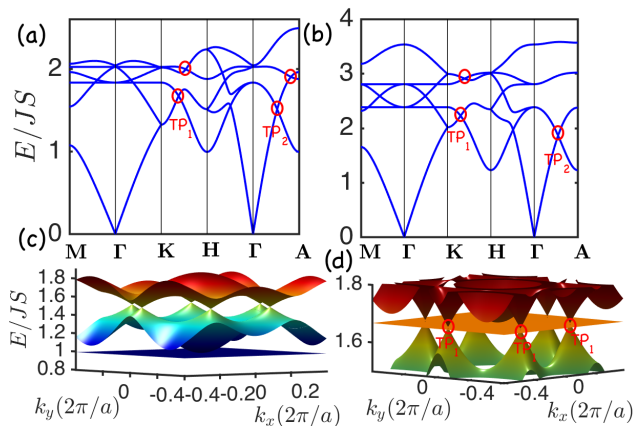 (a)
(b)
E/JS
2
1
0
TP1
TP2
M Γ K H Γ A
4
3
2
1
0
TP1
TP2
M Γ K H Γ A
(c)
(d)
E/JS
1.8
1.6
1.4
1.2
1
0.8
0 -0.4 -0.4-0.20 0.2
ky(2π/a)
kx(2π/a)
1.8
1.6
TP1 TP1 TP1
0 -0.4 -0.4 0
ky(2π/a)
kx(2π/a)